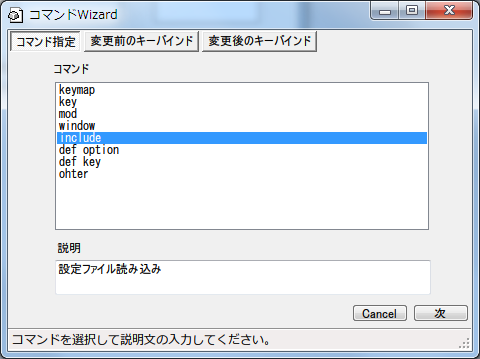 コマンドWizard
コマンド指定 変更前のキーバインド 変更後のキーバインド
コマンド
keymap
key
mod
window
include
def option
def key
ohter
説明
設定ファイル読み込み
Cancel 次
コマンドを選択して説明文の入力してください。